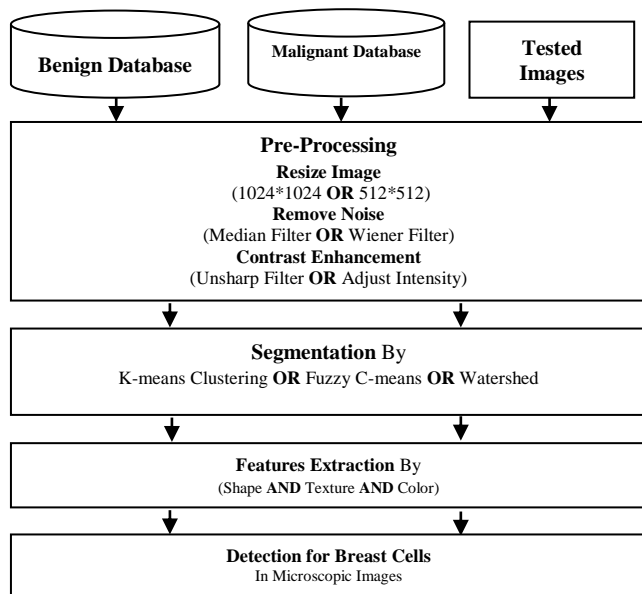 Benign Database
Malignant Database
Tested
Images
Pre-Processing
Resize Image
(1024*1024 OR 512*512)
Remove Noise
(Median Filter OR Wiener Filter)
Contrast Enhancement
(Unsharp Filter OR Adjust Intensity)
Segmentation By
K-means Clustering OR Fuzzy C-means OR Watershed
Features Extraction By
(Shape AND Texture AND Color)
Detection for Breast Cells
In Microscopic Images